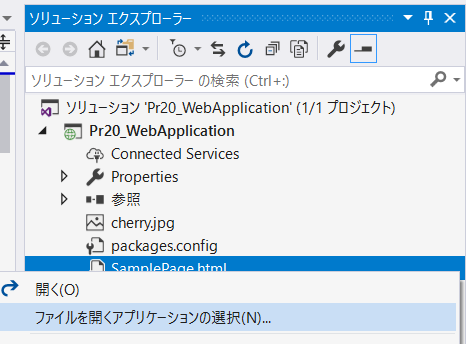 ソリューション エクスプローラー
ソリューション エクスプローラー の検索 (Ctrl+:)
ソリューション 'Pr20_WebApplication' (1/1 プロジェクト)
Pr20_WebApplication
Connected Services
Properties
参照
cherry.jpg
packages.config
SamplePage.html
開く(O)
ファイルを開くアプリケーションの選択(N)...